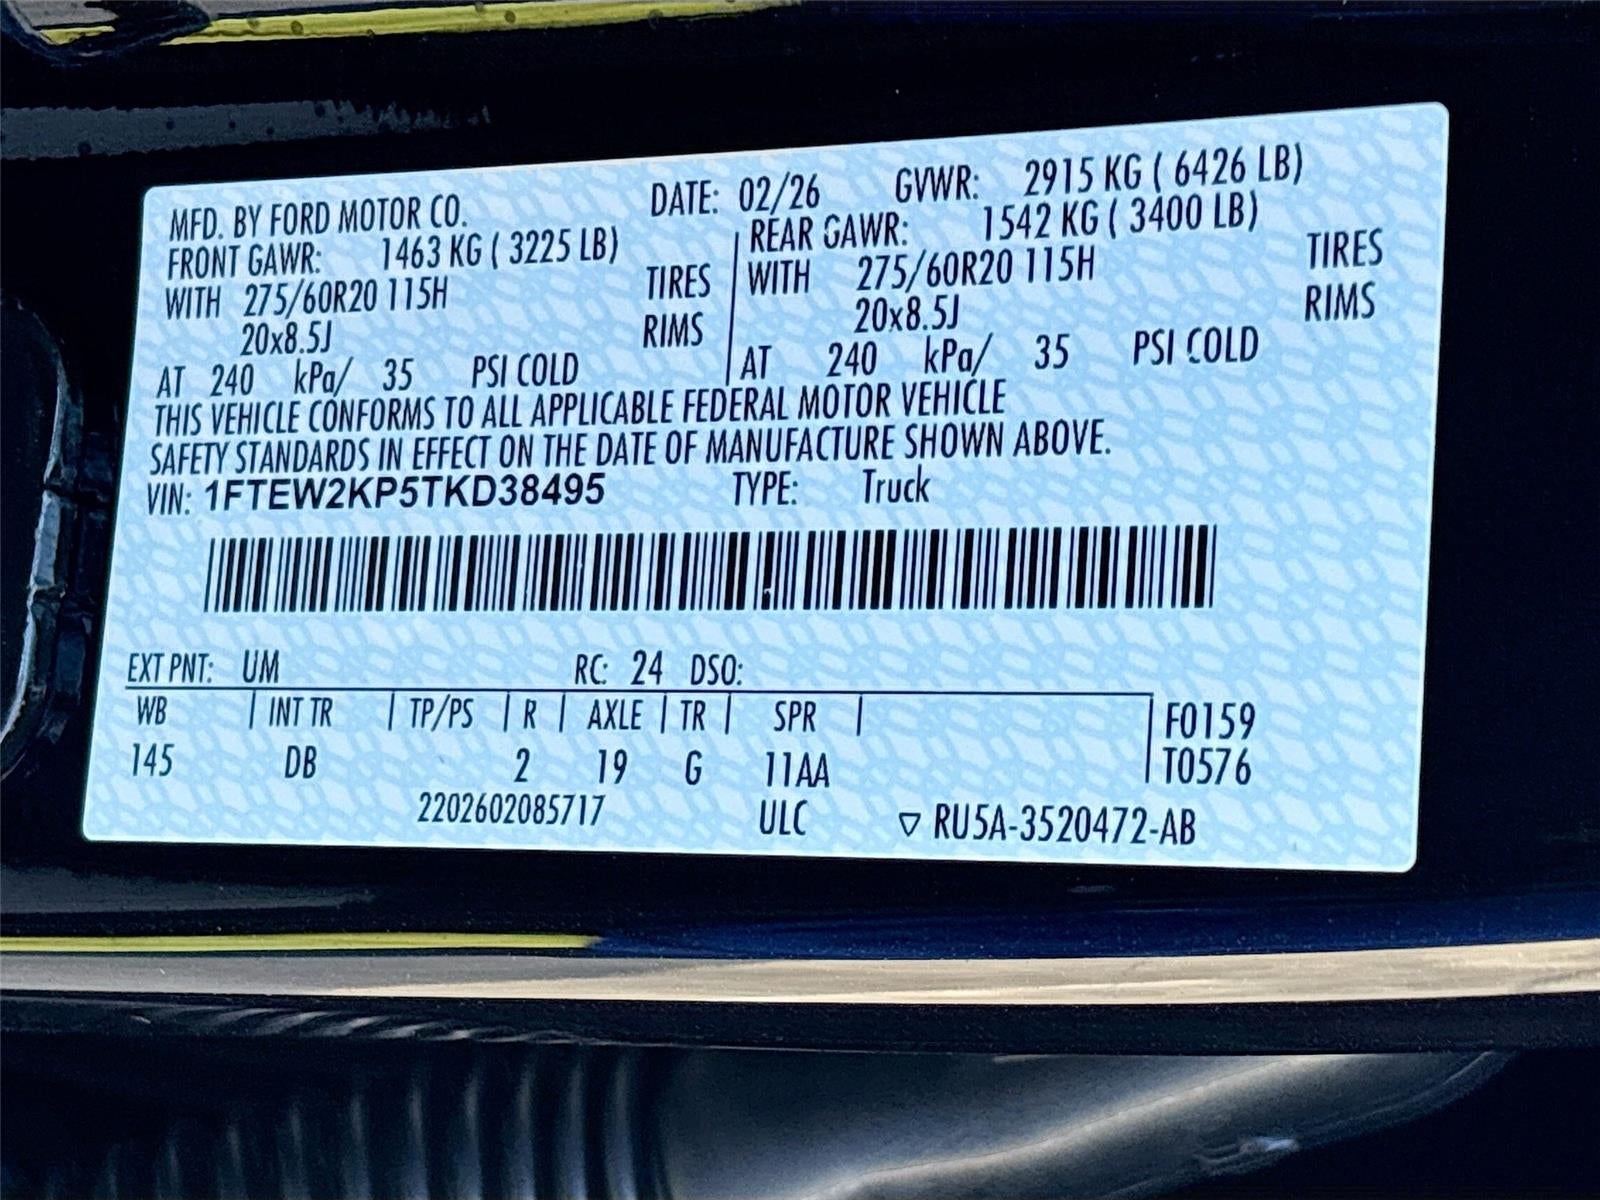 MFD. BY FORD MOTOR CO. DATE: 02/26 GVWR: 2915 KG ( 6426 LB)
FRONT GAWR: 1463 KG ( 3225 LB) REAR GAWR: 1542 KG ( 3400 LB)
WITH 275/60R20 115H TIRES WITH 275/60R20 115H TIRES
20x8.5J RIMS 20x8.5J RIMS
AT 240 kPa/ 35 PSI COLD AT 240 kPa/ 35 PSI COLD
THIS VEHICLE CONFORMS TO ALL APPLICABLE FEDERAL MOTOR VEHICLE
SAFETY STANDARDS IN EFFECT ON THE DATE OF MANUFACTURE SHOWN ABOVE.
VIN: 1FTEW2KP5TKD38495 TYPE: Truck
EXT PNT: UM RC: 24 DSO:
WB INT TR TP/PS R AXLE TR SPR F0159
145 DB 2 19 G 11AA T0576
2202602085717 ULC ▽ RU5A-3520472-AB